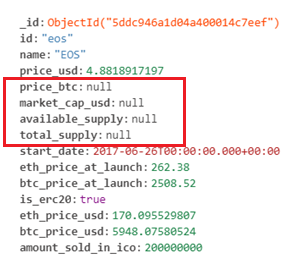 _id: ObjectId("5ddc946a1d04a400014c7eef")
id: "eos"
name: "EOS"
price_usd: 4.8818917197
price_btc: null
market_cap_usd: null
available_supply: null
total_supply: null
start_date: 2017-06-26T00:00:00.000+00:00
eth_price_at_launch: 262.38
btc_price_at_launch: 2508.52
is_erc20: true
eth_price_usd: 170.095529807
btc_price_usd: 5948.07580524
amount_sold_in_ico: 200000000